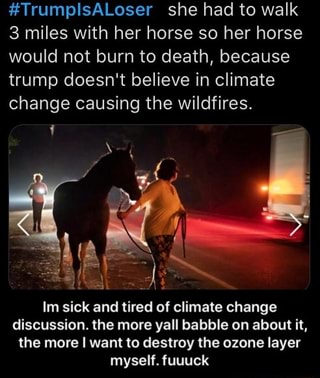 #TrumpIsALoser she had to walk
3 miles with her horse so her horse
would not burn to death, because
trump doesn't believe in climate
change causing the wildfires.
Im sick and tired of climate change
discussion. the more yall babble on about it,
the more I want to destroy the ozone layer
myself. fuuuck